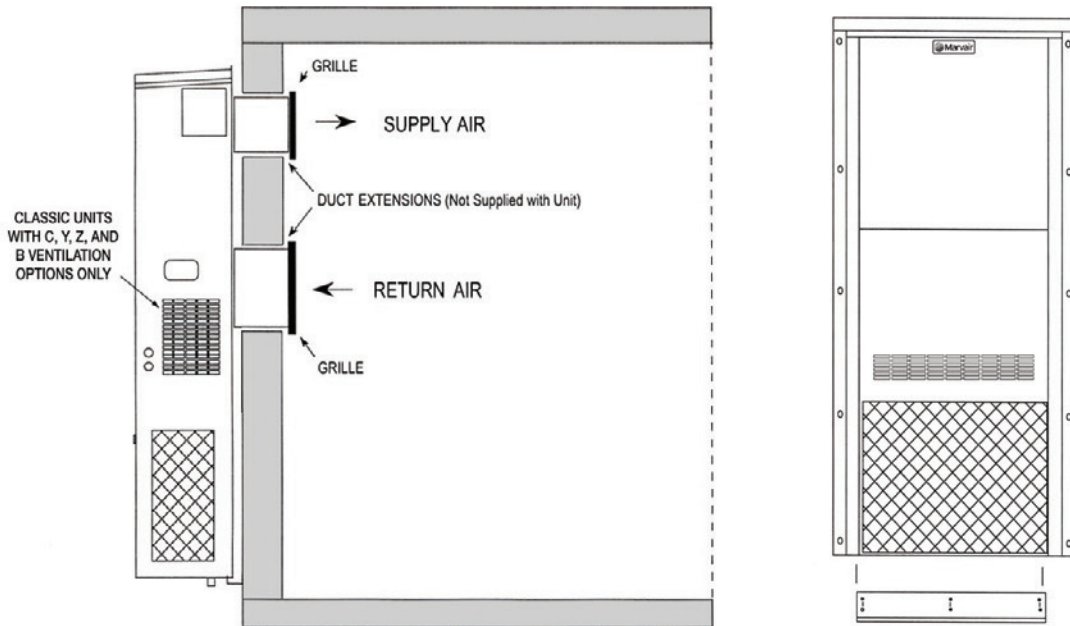 GRILLE
SUPPLY AIR
DUCT EXTENSIONS (Not Supplied with Unit)
CLASSIC UNITS
WITH C, Y, Z, AND
B VENTILATION
OPTIONS ONLY
RETURN AIR
GRILLE
Marvair